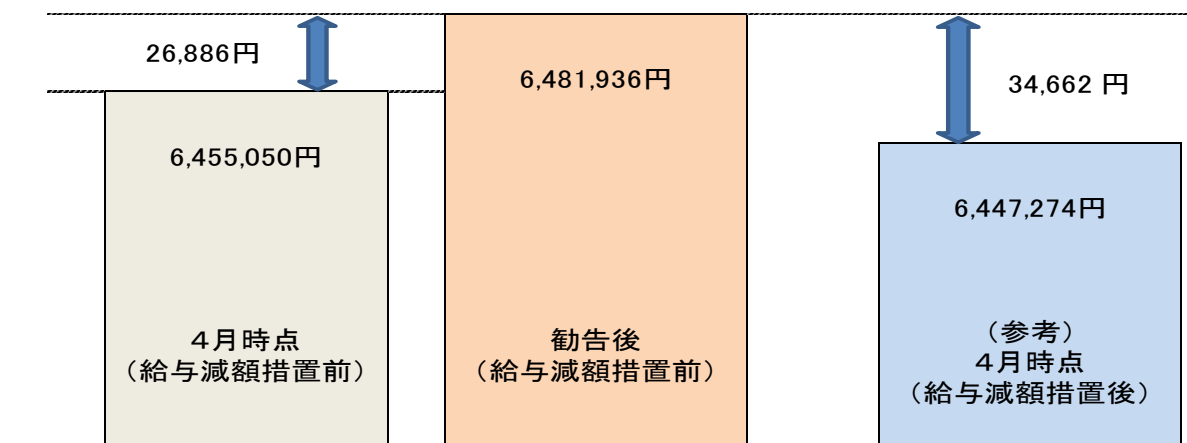 26,886円
6,481,936円
34,662 円
6,455,050円
6,447,274円
4月時点
（給与減額措置前）
勧告後
（給与減額措置前）
（参考）
4月時点
（給与減額措置後）